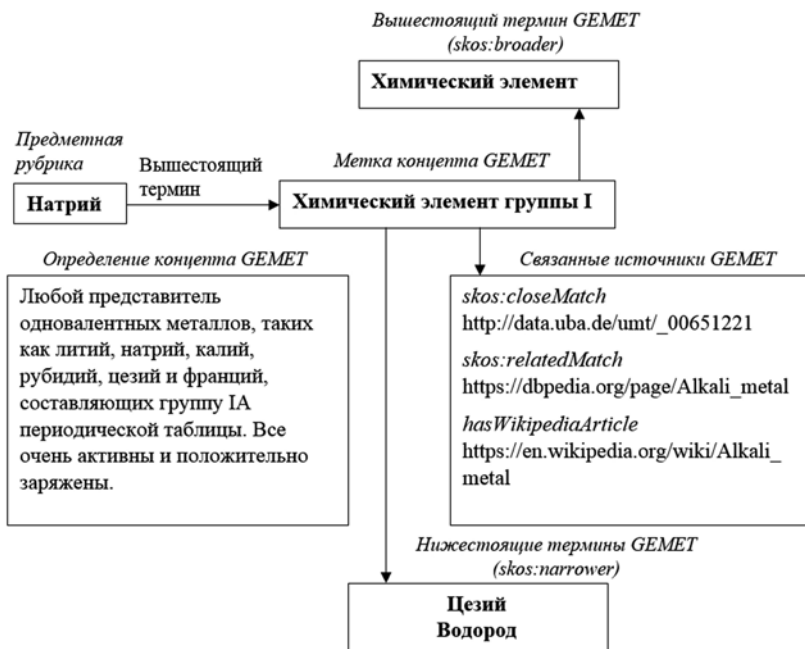 Вышестоящий термин GEMET
(skos:broader)
Химический элемент
Предметная
рубрика
Вышестоящий
термин
Метка концепта GEMET
Натрий
Химический элемент группы I
Определение концепта GEMET
Любой представитель
одновалентных металлов, таких
как литий, натрий, калий,
рубидий, цезий и франций,
составляющих группу IA
периодической таблицы. Все
очень активны и положительно
заряжены.
Связанные источники GEMET
skos:closeMatch
http://data.uba.de/umt/_00651221
skos:relatedMatch
https://dbpedia.org/page/Alkali_metal
hasWikipediaArticle
https://en.wikipedia.org/wiki/Alkali_
metal
Нижестоящие термины GEMET
(skos:narrower)
Цезий
Водород